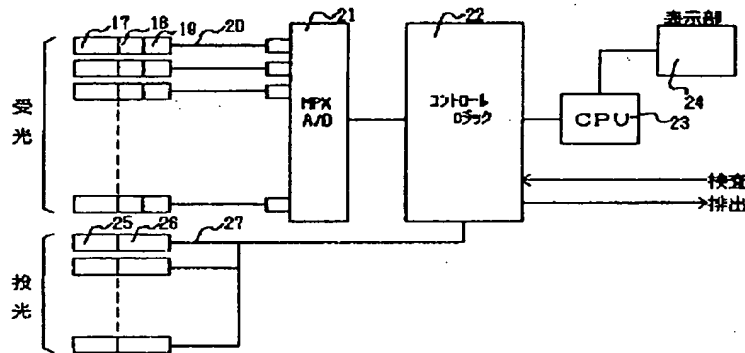 17 18 19 20 21 22 表示部
受光
MPX
A/D
コントロール
ロヂック
CPU
24
23
検査
排出
25 26 27
投光